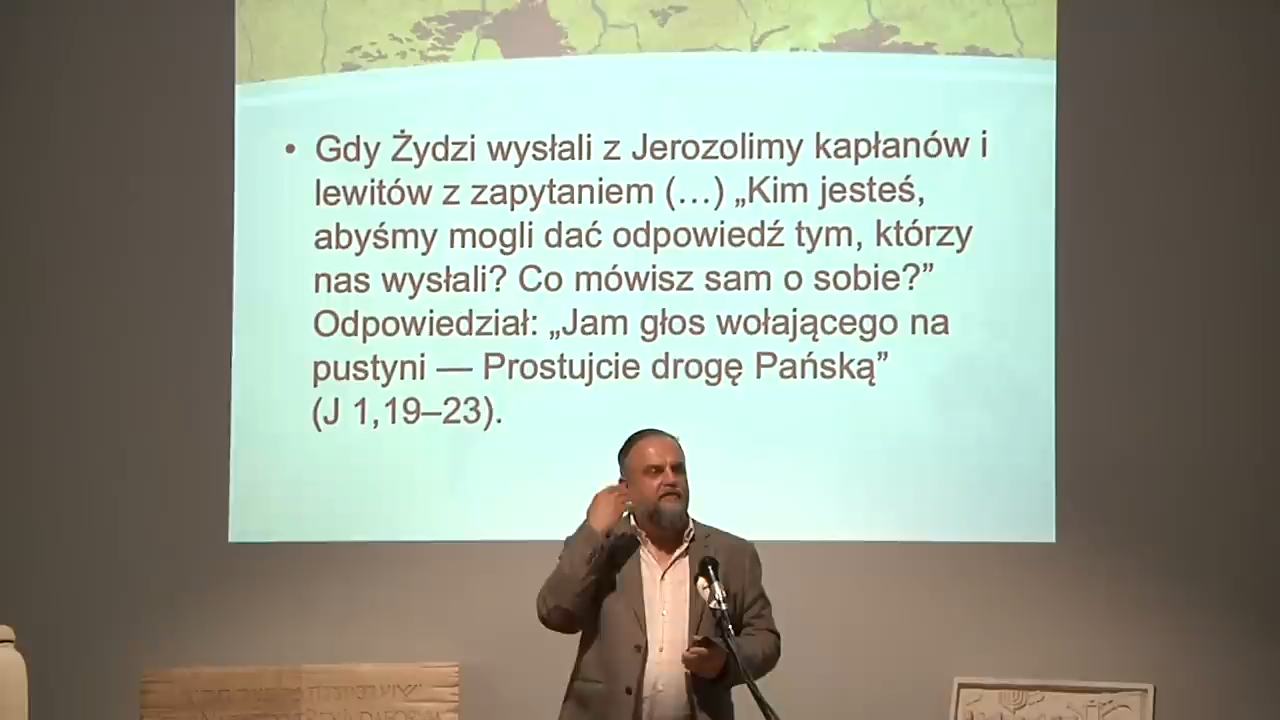 • Gdy Żydzi wysłali z Jerozolimy kapłanów i
lewitów z zapytaniem (…) „Kim jesteś,
abyśmy mogli dać odpowiedź tym, którzy
nas wysłali? Co mówisz sam o sobie?”
Odpowiedział: „Jam głos wołającego na
pustyni — Prostujcie drogę Pańską”
(J 1,19–23).